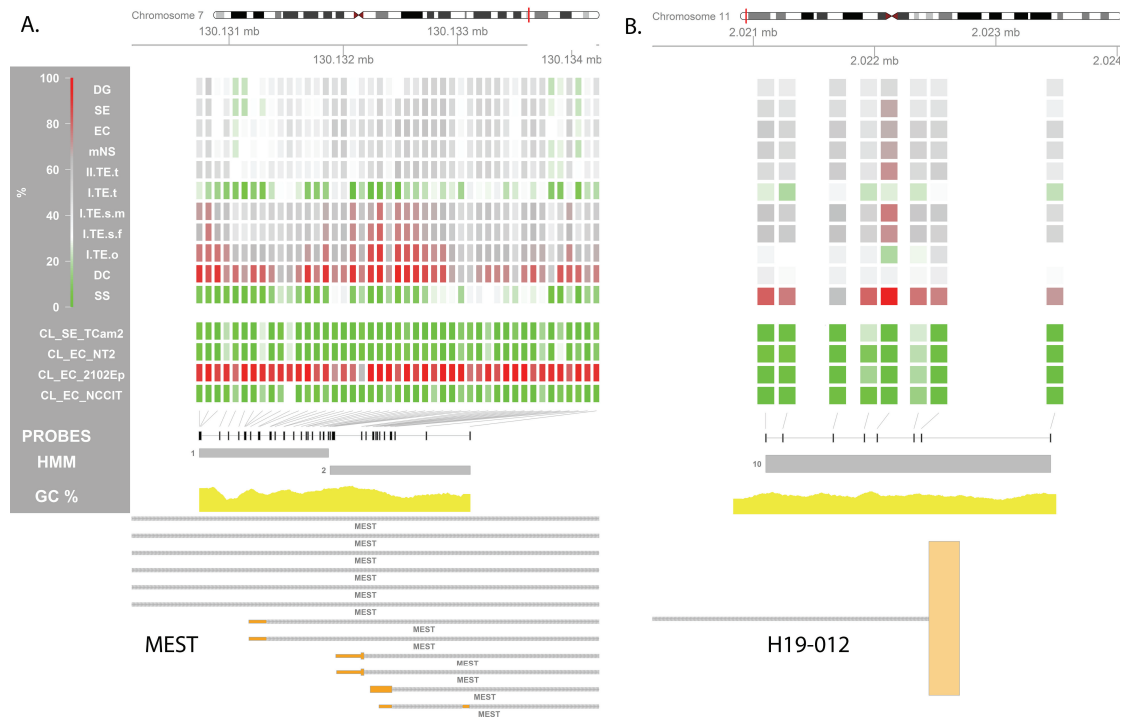 A.
Chromosome 7
130.131 mb
130.133 mb
130.132 mb
130.134 mb
B.
Chromosome 11
2.021 mb
2.023 mb
2.022 mb
2.024
100
80
60
40
20
0
%
DG
SE
EC
mNS
II.TE.t
I.TE.t
I.TE.s.m
I.TE.s.f
I.TE.o
DC
SS
CL_SE_TCam2
CL_EC_NT2
CL_EC_2102Ep
CL_EC_NCCIT
PROBES
HMM
GC %
1
2
10
MEST
MEST
MEST
MEST
MEST
MEST
MEST
MEST
MEST
MEST
MEST
MEST
MEST
H19-012